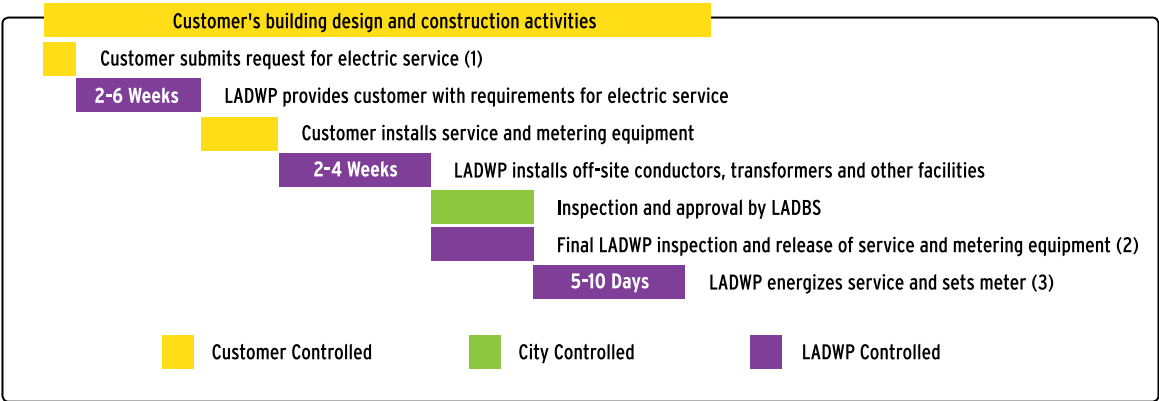 Customer's building design and construction activities
Customer submits request for electric service (1)
2-6 Weeks LADWP provides customer with requirements for electric service
Customer installs service and metering equipment
2-4 Weeks LADWP installs off-site conductors, transformers and other facilities
Inspection and approval by LADBS
Final LADWP inspection and release of service and metering equipment (2)
5-10 Days LADWP energizes service and sets meter (3)
Customer Controlled City Controlled LADWP Controlled